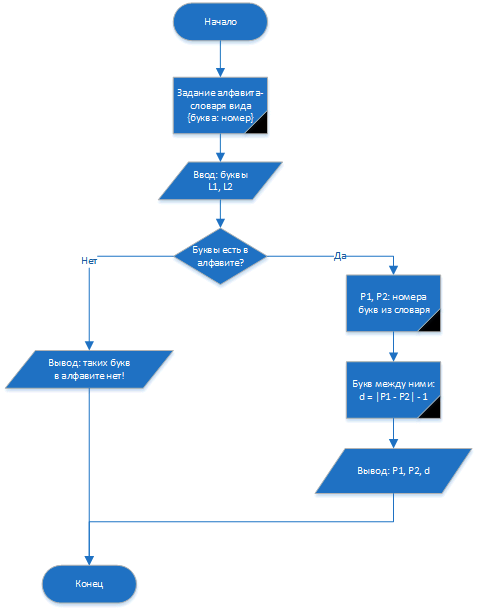 Начало
Задание алфавита-
словаря вида
{буква: номер}
Ввод: буквы
L1, L2
Буквы есть в
алфавите?
Нет
Да
P1, P2: номера
букв из словаря
Вывод: таких букв
в алфавите нет!
Букв между ними:
d = |P1 - P2| - 1
Вывод: P1, P2, d
Конец